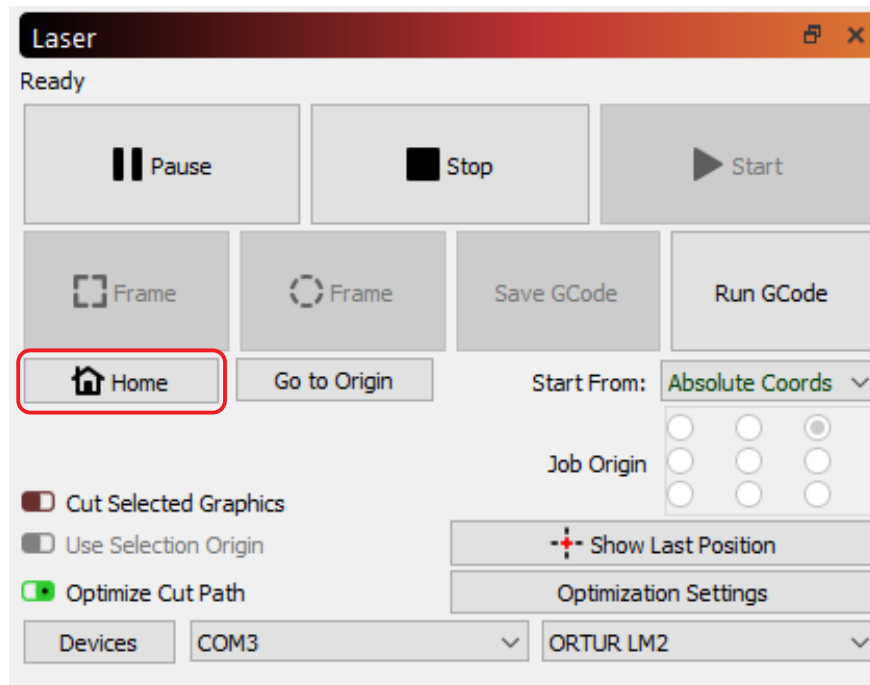 Laser
Ready
Pause
Stop
Start
Frame
Frame
Save GCode
Run GCode
Home
Go to Origin
Start From:
Absolute Coords
Job Origin
Cut Selected Graphics
Use Selection Origin
Show Last Position
Optimize Cut Path
Optimization Settings
Devices
COM3
ORTUR LM2